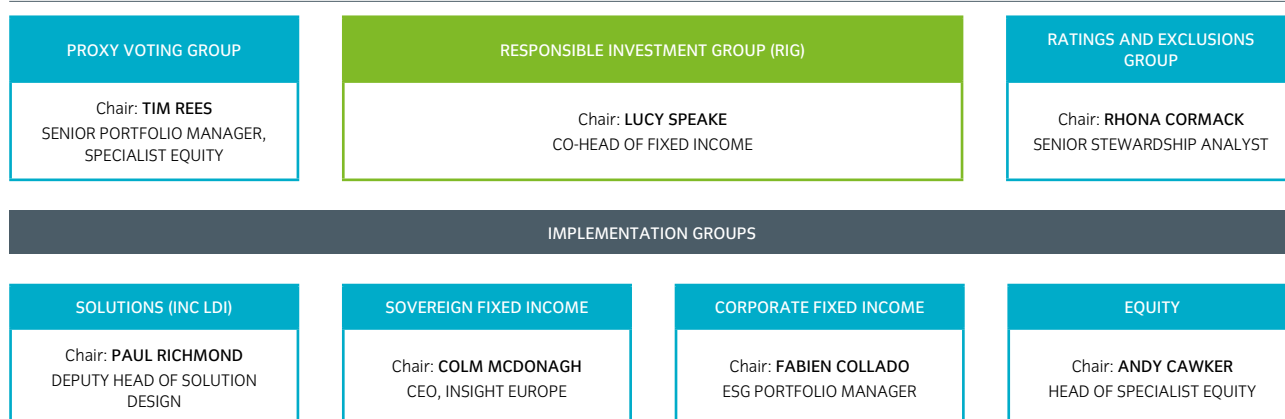 PROXY VOTING GROUP
Chair: TIM REES
SENIOR PORTFOLIO MANAGER,
SPECIALIST EQUITY
RESPONSIBLE INVESTMENT GROUP (RIG)
Chair: LUCY SPEAKE
CO-HEAD OF FIXED INCOME
RATINGS AND EXCLUSIONS
GROUP
Chair: RHONA CORMACK
SENIOR STEWARDSHIP ANALYST
IMPLEMENTATION GROUPS
SOLUTIONS (INC LDI)
Chair: PAUL RICHMOND
DEPUTY HEAD OF SOLUTION
DESIGN
SOVEREIGN FIXED INCOME
Chair: COLM MCDONAGH
CEO, INSIGHT EUROPE
CORPORATE FIXED INCOME
Chair: FABIEN COLLADO
ESG PORTFOLIO MANAGER
EQUITY
Chair: ANDY CAWKER
HEAD OF SPECIALIST EQUITY